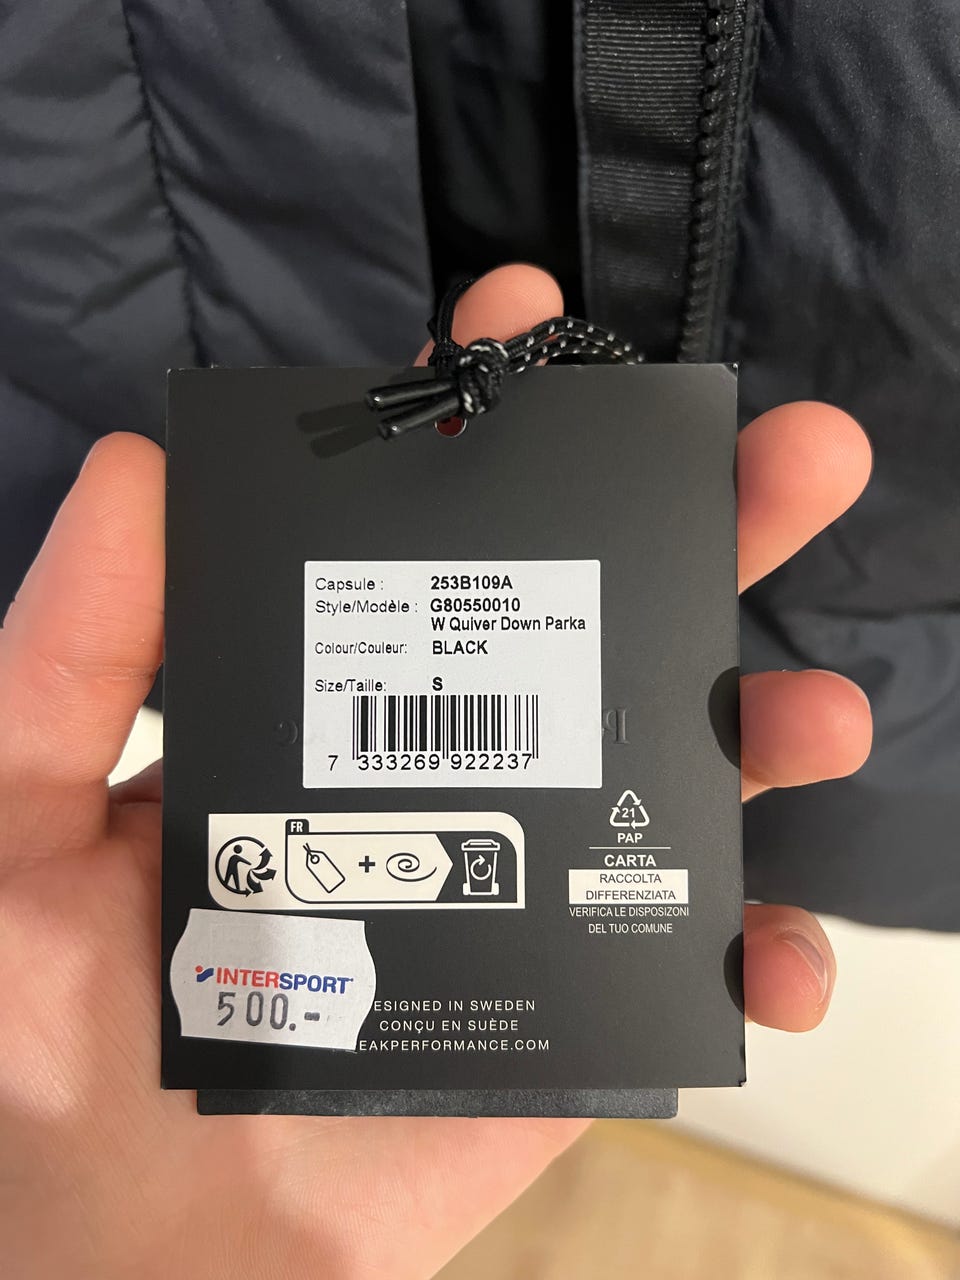 Capsule : 253B109A
Style/Modèle : G80550010
W Quiver Down Parka
Colour/Couleur: BLACK
Size/Taille: S
7 333269 922237
FR
21
PAP
CARTA
RACCOLTA
DIFFERENZIATA
VERIFICA LE DISPOSIZONI
DEL TUO COMUNE
INTERSPORT
500.-
ESIGNED IN SWEDEN
CONÇU EN SUÈDE
EAKPERFORMANCE.COM